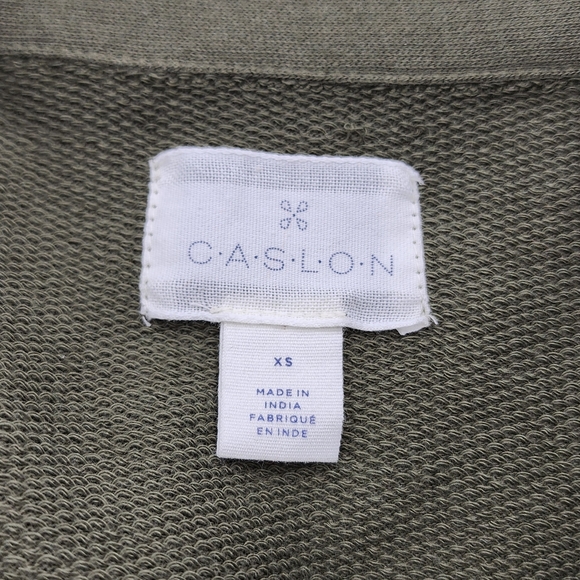 C·A·S·L·O·N
XS
MADE IN
INDIA
FABRIQUÉ
EN INDE